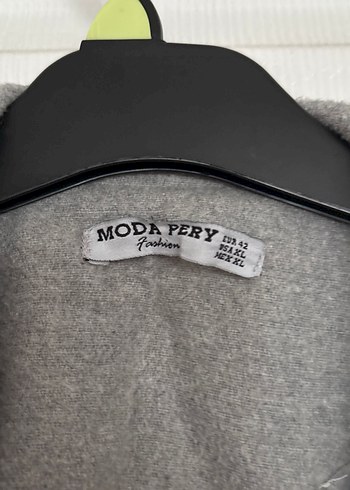 MODA PERY
Fashion
EUR 42
USA XL
MEX XL